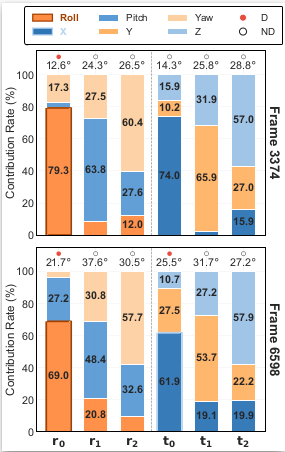 Roll Pitch Yaw D
X Y Z ND
12.6° 24.3° 26.5° 14.3° 25.8° 28.8°
Contribution Rate (%)
100
80
60
40
20
0
17.3 79.3
27.5 63.8
60.4 27.6 12.0
15.9 10.2 74.0
31.9 65.9
57.0 27.0 15.9
Frame 3374
21.7° 37.6° 30.5° 25.5° 31.7° 27.2°
Contribution Rate (%)
100
80
60
40
20
0
27.2 69.0
30.8 48.4 20.8
57.7 32.6
10.7 27.5 61.9
27.2 53.7 19.1
57.9 22.2 19.9
Frame 6598
r₀ r₁ r₂ t₀ t₁ t₂